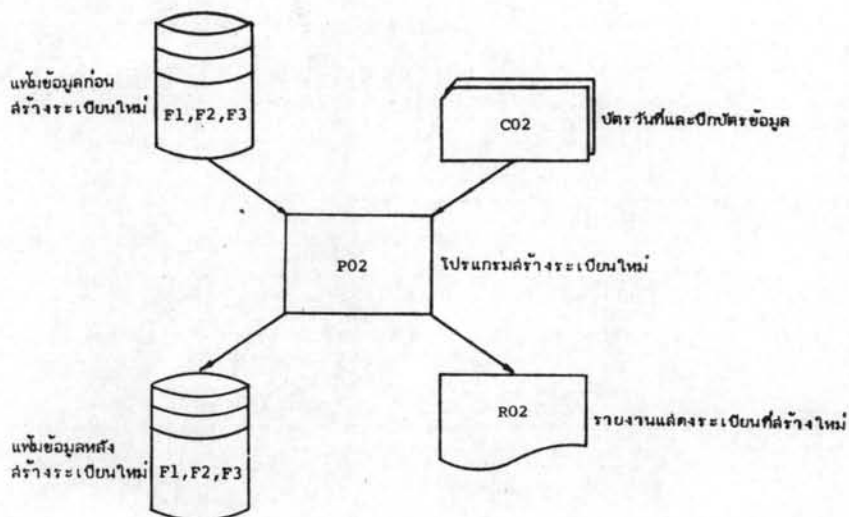 แฟ้มข้อมูลก่อน
สร้างระเบียนใหม่
F1,F2,F3
C02
บัตรวันที่และปึกบัตรข้อมูล
P02
โปรแกรมสร้างระเบียนใหม่
แฟ้มข้อมูลหลัง
สร้างระเบียนใหม่
F1,F2,F3
R02
รายงานแสดงระเบียนที่สร้างใหม่